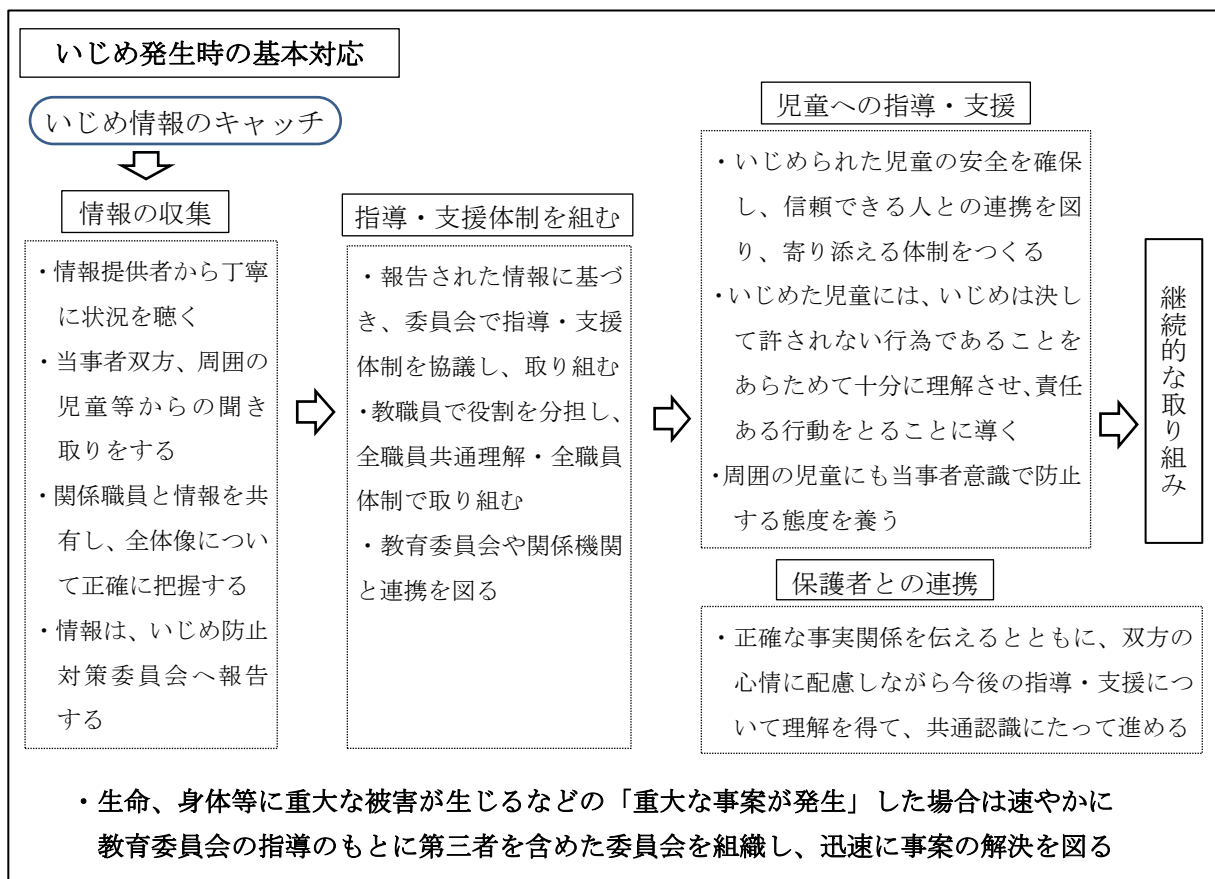 いじめ発生時の基本対応
いじめ情報のキャッチ
情報の収集
・情報提供者から丁寧
に状況を聴く
・当事者双方、周囲の
児童等からの聞き
取りをする
・関係職員と情報を共
有し、全体像につい
て正確に把握する
・情報は、いじめ防止
対策委員会へ報告
する
指導・支援体制を組む
・報告された情報に基づ
き、委員会で指導・支援
体制を協議し、取り組む
・教職員で役割を分担し、
全職員共通理解・全職員
体制で取り組む
・教育委員会や関係機関
と連携を図る
児童への指導・支援
・いじめられた児童の安全を確保
し、信頼できる人との連携を図
り、寄り添える体制をつくる
・いじめた児童には、いじめは決し
て許されない行為であることを
あらためて十分に理解させ、責任
ある行動をとることに導く
・周囲の児童にも当事者意識で防止
する態度を養う
保護者との連携
・正確な事実関係を伝えるとともに、双方の
心情に配慮しながら今後の指導・支援につ
いて理解を得て、共通認識にたって進める
継続的な取り組み
・生命、身体等に重大な被害が生じるなどの「重大な事案が発生」した場合は速やかに
教育委員会の指導のもとに第三者を含めた委員会を組織し、迅速に事案の解決を図る